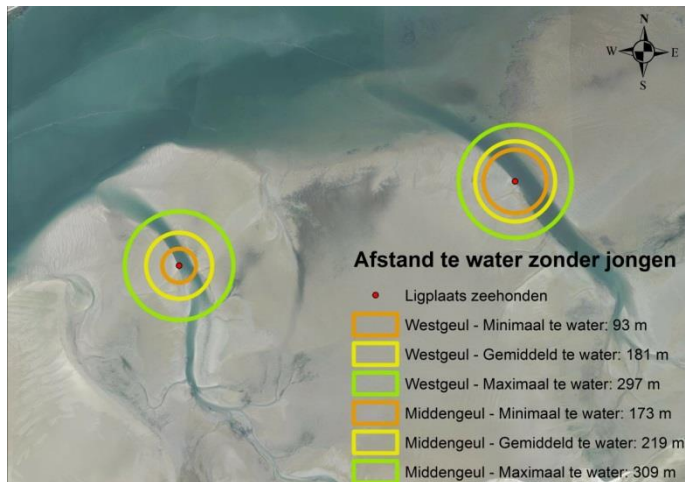 N
W E
S
Afstand te water zonder jongen
Ligplaats zeehonden
Westgeul - Minimaal te water: 93 m
Westgeul - Gemiddeld te water: 181 m
Westgeul - Maximaal te water: 297 m
Middengeul - Minimaal te water: 173 m
Middengeul - Gemiddeld te water: 219 m
Middengeul - Maximaal te water: 309 m